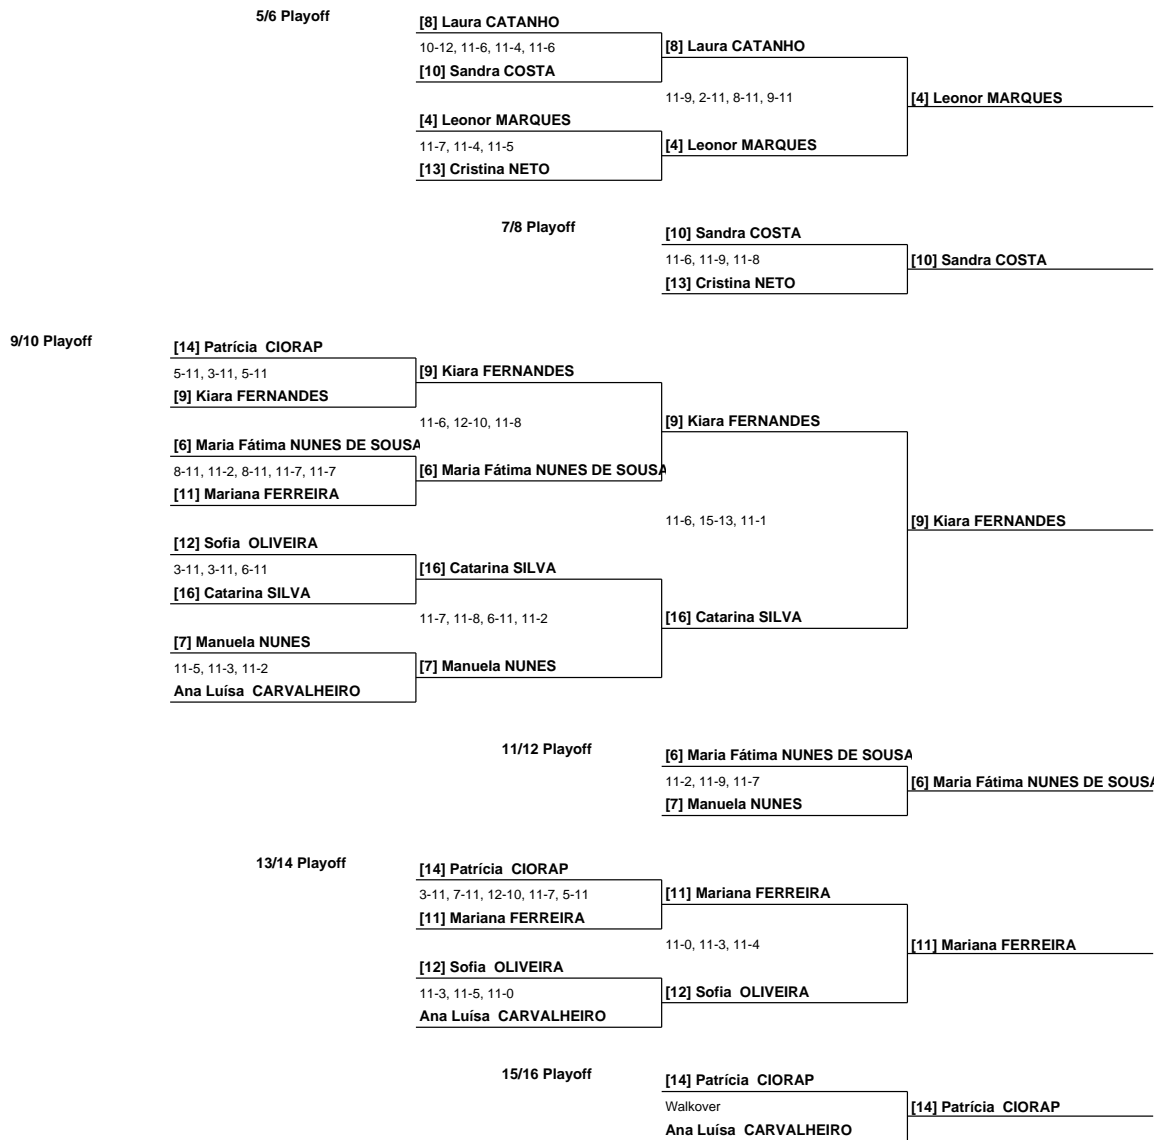 5/6 Playoff
[8] Laura CATANHO
10-12, 11-6, 11-4, 11-6
[8] Laura CATANHO
[10] Sandra COSTA
11-9, 2-11, 8-11, 9-11
[4] Leonor MARQUES
[4] Leonor MARQUES
11-7, 11-4, 11-5
[4] Leonor MARQUES
[13] Cristina NETO
7/8 Playoff
[10] Sandra COSTA
11-6, 11-9, 11-8
[10] Sandra COSTA
[13] Cristina NETO
9/10 Playoff
[14] Patrícia CIORAP
5-11, 3-11, 5-11
[9] Kiara FERNANDES
[9] Kiara FERNANDES
11-6, 12-10, 11-8
[9] Kiara FERNANDES
[6] Maria Fátima NUNES DE SOUSA
8-11, 11-2, 8-11, 11-7, 11-7
[6] Maria Fátima NUNES DE SOUSA
[11] Mariana FERREIRA
11-6, 15-13, 11-1
[9] Kiara FERNANDES
[12] Sofia OLIVEIRA
3-11, 3-11, 6-11
[16] Catarina SILVA
[16] Catarina SILVA
11-7, 11-8, 6-11, 11-2
[16] Catarina SILVA
[7] Manuela NUNES
11-5, 11-3, 11-2
[7] Manuela NUNES
Ana Luísa CARVALHEIRO
11/12 Playoff
[6] Maria Fátima NUNES DE SOUSA
11-2, 11-9, 11-7
[6] Maria Fátima NUNES DE SOUSA
[7] Manuela NUNES
13/14 Playoff
[14] Patrícia CIORAP
3-11, 7-11, 12-10, 11-7, 5-11
[11] Mariana FERREIRA
[11] Mariana FERREIRA
11-0, 11-3, 11-4
[11] Mariana FERREIRA
[12] Sofia OLIVEIRA
11-3, 11-5, 11-0
[12] Sofia OLIVEIRA
Ana Luísa CARVALHEIRO
15/16 Playoff
[14] Patrícia CIORAP
Walkover
[14] Patrícia CIORAP
Ana Luísa CARVALHEIRO